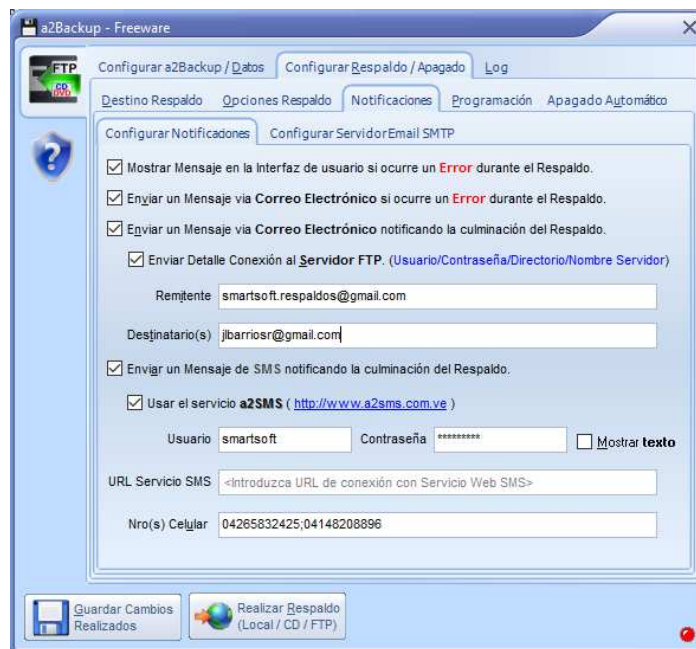 a2Backup - Freeware
FTP
CD
DVD
Configurar a2Backup / Datos Configurar Respaldo / Apagado Log
Destino Respaldo Opciones Respaldo Notificaciones Programación Apagado Automático
Configurar Notificaciones Configurar Servidor Email SMTP
Mostrar Mensaje en la Interfaz de usuario si ocurre un Error durante el Respaldo.
Enviar un Mensaje via Correo Electrónico si ocurre un Error durante el Respaldo.
Enviar un Mensaje via Correo Electrónico notificando la culminación del Respaldo.
Enviar Detalle Conexión al Servidor FTP. (Usuario/Contraseña/Directorio/Nombre Servidor)
Remitente smartsoft.respaldos@gmail.com
Destinatario(s) jlbarriosr@gmail.com
Enviar un Mensaje de SMS notificando la culminación del Respaldo.
Usar el servicio a2SMS ( http://www.a2sms.com.ve )
Usuario smartsoft Contraseña ********* Mostrar texto
URL Servicio SMS <Introduzca URL de conexión con Servicio Web SMS>
Nro(s) Celular 04265832425;04148208896
Guardar Cambios
Realizados
Realizar Respaldo
(Local / CD / FTP)